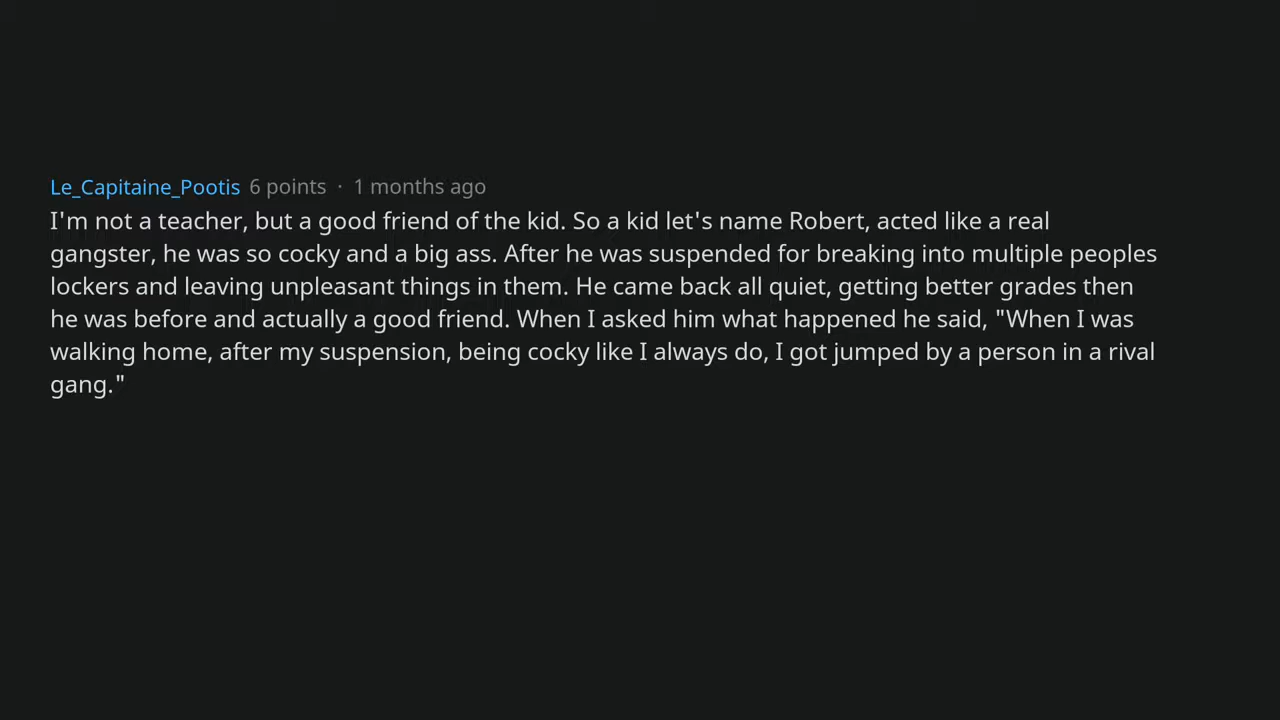 Le_Capitaine_Pootis 6 points · 1 months ago
I'm not a teacher, but a good friend of the kid. So a kid let's name Robert, acted like a real
gangster, he was so cocky and a big ass. After he was suspended for breaking into multiple peoples
lockers and leaving unpleasant things in them. He came back all quiet, getting better grades then
he was before and actually a good friend. When I asked him what happened he said, "When I was
walking home, after my suspension, being cocky like I always do, I got jumped by a person in a rival
gang."